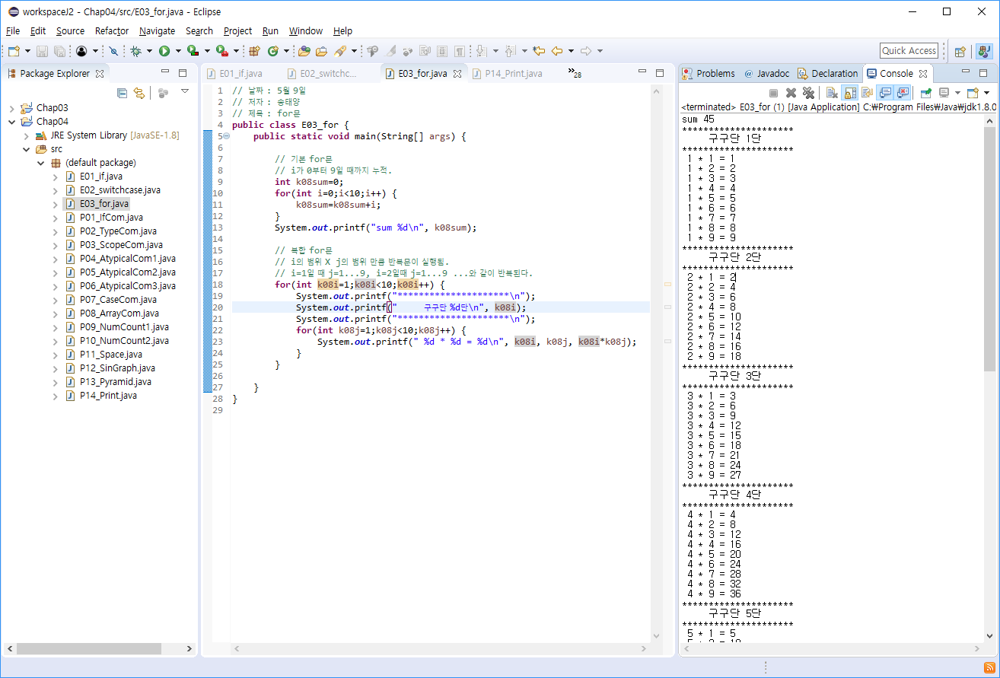 workspaceJ2 - Chap04/src/E03_for.java - Eclipse
File Edit Source Refactor Navigate Search Project Run Window Help
Quick Access
Package Explorer
Chap03
Chap04
JRE System Library [JavaSE-1.8]
src
(default package)
E01_if.java
E02_switchcase.java
E03_for.java
P01_IfCom.java
P02_TypeCom.java
P03_ScopeCom.java
P04_AtypicalCom1.java
P05_AtypicalCom2.java
P06_AtypicalCom3.java
P07_CaseCom.java
P08_ArrayCom.java
P09_NumCount1.java
P10_NumCount2.java
P11_Space.java
P12_SinGraph.java
P13_Pyramid.java
P14_Print.java
E01_if.java E02_switchc... E03_for.java P14_Print.java »28
1 // 날짜 : 5월 9일
2 // 저자 : 송태양
3 // 제목 : for문
4 public class E03_for {
5     public static void main(String[] args) {
6
7         // 기본 for문
8         // i가 0부터 9일 때까지 누적.
9         int k08sum=0;
10         for(int i=0;i<10;i++) {
11             k08sum=k08sum+i;
12         }
13         System.out.printf("sum %d\n", k08sum);
14
15         // 복합 for문
16         // i의 범위 X j의 범위 만큼 반복문이 실행됨.
17         // i=1일 때 j=1...9, i=2일때 j=1...9 ...와 같이 반복된다.
18         for(int k08i=1;k08i<10;k08i++) {
19             System.out.printf("*********************\n");
20             System.out.printf("     구구단 %d단\n", k08i);
21             System.out.printf("*********************\n");
22             for(int k08j=1;k08j<10;k08j++) {
23                 System.out.printf(" %d * %d = %d\n", k08i, k08j, k08i*k08j);
24             }
25         }
26
27     }
28 }
29
Problems @ Javadoc Declaration Console
<terminated> E03_for (1) [Java Application] C:₩Program Files₩Java₩jdk1.8.0
sum 45
*********************
     구구단 1단
*********************
 1 * 1 = 1
 1 * 2 = 2
 1 * 3 = 3
 1 * 4 = 4
 1 * 5 = 5
 1 * 6 = 6
 1 * 7 = 7
 1 * 8 = 8
 1 * 9 = 9
*********************
     구구단 2단
*********************
 2 * 1 = 2
 2 * 2 = 4
 2 * 3 = 6
 2 * 4 = 8
 2 * 5 = 10
 2 * 6 = 12
 2 * 7 = 14
 2 * 8 = 16
 2 * 9 = 18
*********************
     구구단 3단
*********************
 3 * 1 = 3
 3 * 2 = 6
 3 * 3 = 9
 3 * 4 = 12
 3 * 5 = 15
 3 * 6 = 18
 3 * 7 = 21
 3 * 8 = 24
 3 * 9 = 27
*********************
     구구단 4단
*********************
 4 * 1 = 4
 4 * 2 = 8
 4 * 3 = 12
 4 * 4 = 16
 4 * 5 = 20
 4 * 6 = 24
 4 * 7 = 28
 4 * 8 = 32
 4 * 9 = 36
*********************
     구구단 5단
*********************
 5 * 1 = 5